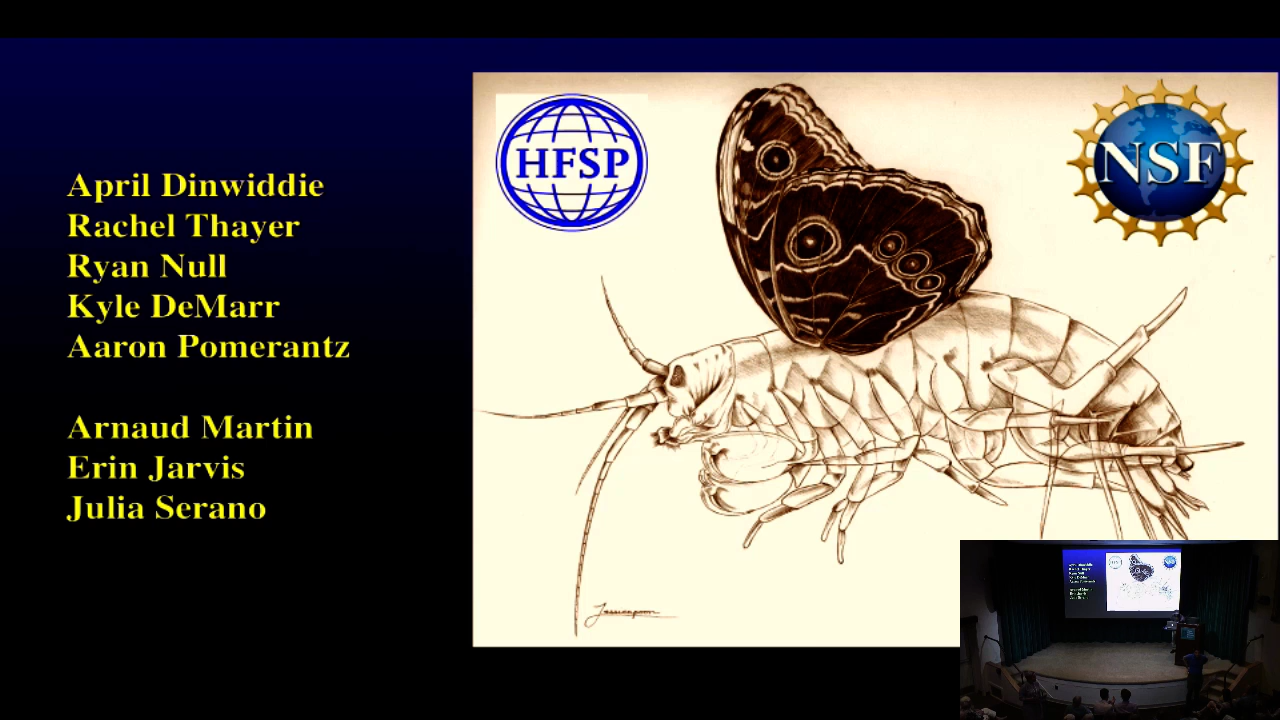 April Dinwiddie
Rachel Thayer
Ryan Null
Kyle DeMarr
Aaron Pomerantz
Arnaud Martin
Erin Jarvis
Julia Serano
HFSP
NSF